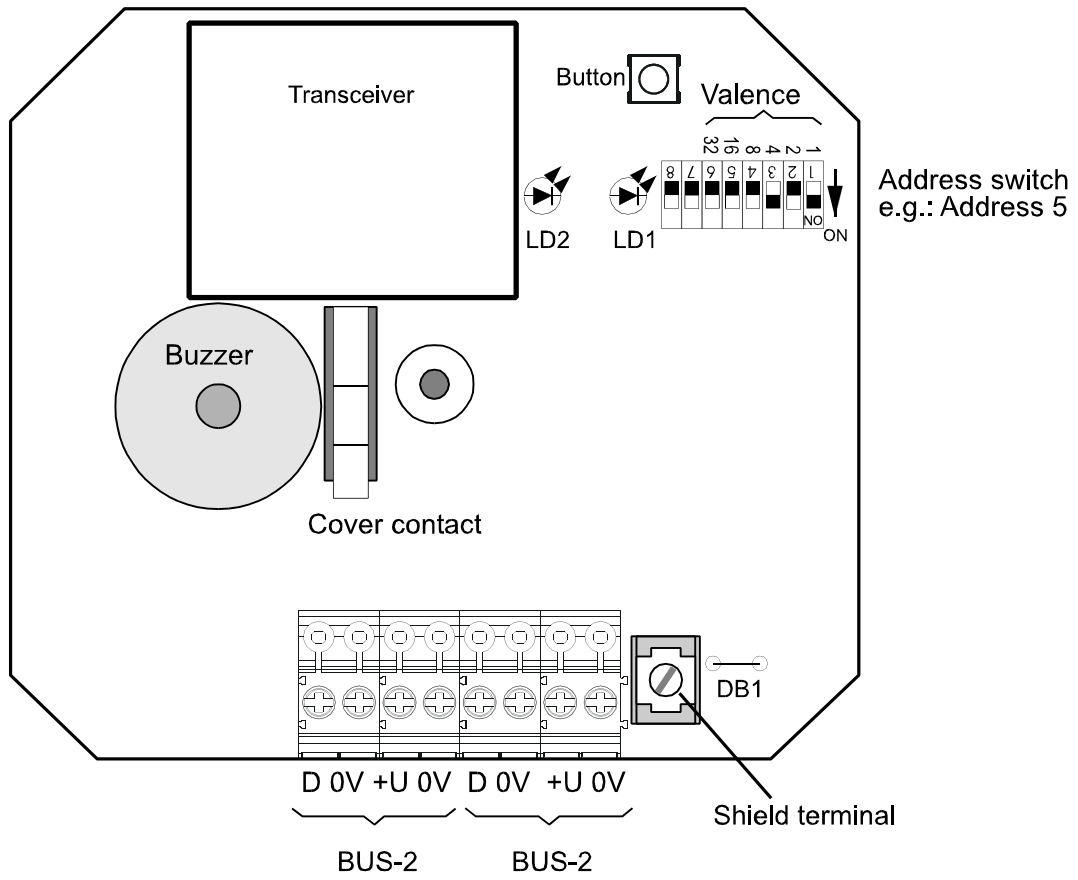 Transceiver
Button
Valence
32 16 8 4 2 1
8 7 6 5 4 3 2 1
ON
ON
Address switch
e.g.: Address 5
LD2
LD1
Buzzer
Cover contact
DB1
D 0V +U 0V D 0V +U 0V
Shield terminal
BUS-2 BUS-2